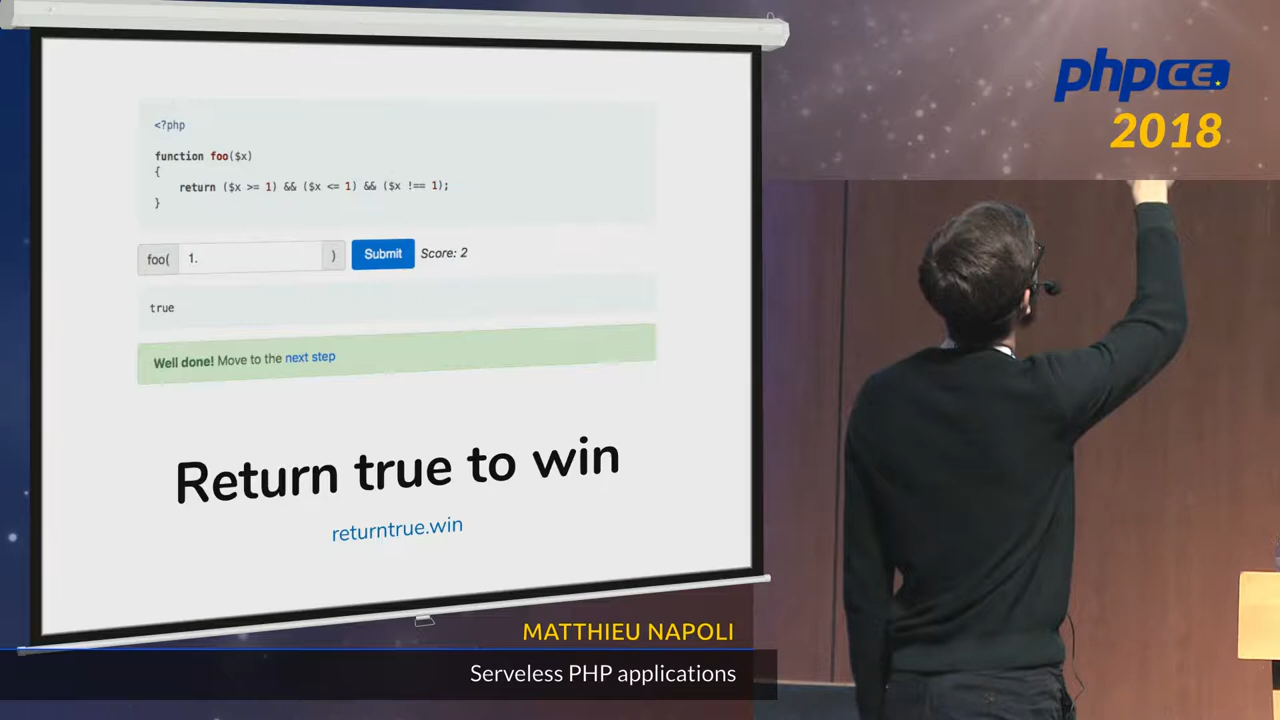 <?php
function foo($x)
{
return ($x >= 1) && ($x <= 1) && ($x !== 1);
}
foo( 1. ) Submit Score: 2
true
Well done! Move to the next step
Return true to win
returntrue.win
phpCE.
2018
MATTHIEU NAPOLI
Serveless PHP applications